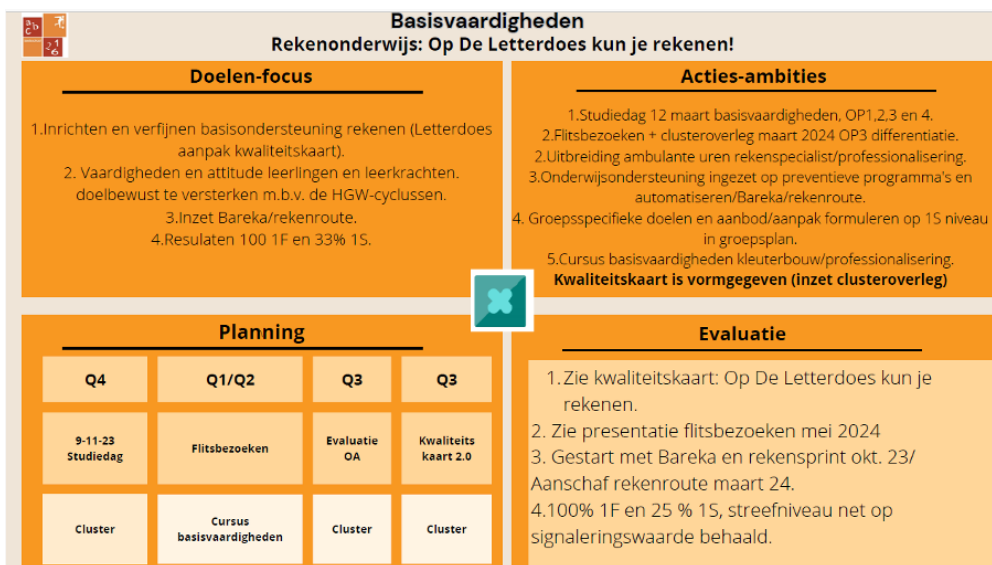 Basisvaardigheden
Rekenonderwijs: Op De Letterdoes kun je rekenen!
Doelen-focus
1.Inrichten en verfijnen basisondersteuning rekenen (Letterdoes
aanpak kwaliteitskaart).
2. Vaardigheden en attitude leerlingen en leerkrachten.
doelbewust te versterken m.b.v. de HGW-cyclussen.
3.Inzet Bareka/rekenroute.
4.Resulaten 100 1F en 33% 1S.
Acties-ambities
1.Studiedag 12 maart basisvaardigheden, OP1,2,3 en 4.
2.Flitsbezoeken + clusteroverleg maart 2024 OP3 differentiatie.
2.Uitbreiding ambulante uren rekenspecialist/professionalisering.
3.Onderwijsondersteuning ingezet op preventieve programma's en
automatiseren/Bareka/rekenroute.
4. Groepsspecifieke doelen en aanbod/aanpak formuleren op 1S niveau
in groepsplan.
5.Cursus basisvaardigheden kleuterbouw/professionalisering.
Kwaliteitskaart is vormgegeven (inzet clusteroverleg)
Planning
Q4 Q1/Q2 Q3 Q3
9-11-23
Studiedag
Flitsbezoeken
Evaluatie
OA
Kwaliteits
kaart 2.0
Cluster
Cursus
basisvaardigheden
Cluster
Cluster
Evaluatie
1. Zie kwaliteitskaart: Op De Letterdoes kun je
rekenen.
2. Zie presentatie flitsbezoeken mei 2024
3. Gestart met Bareka en rekensprint okt. 23/
Aanschaf rekenroute maart 24.
4.100% 1F en 25 % 1S, streefniveau net op
signaleringswaarde behaald.